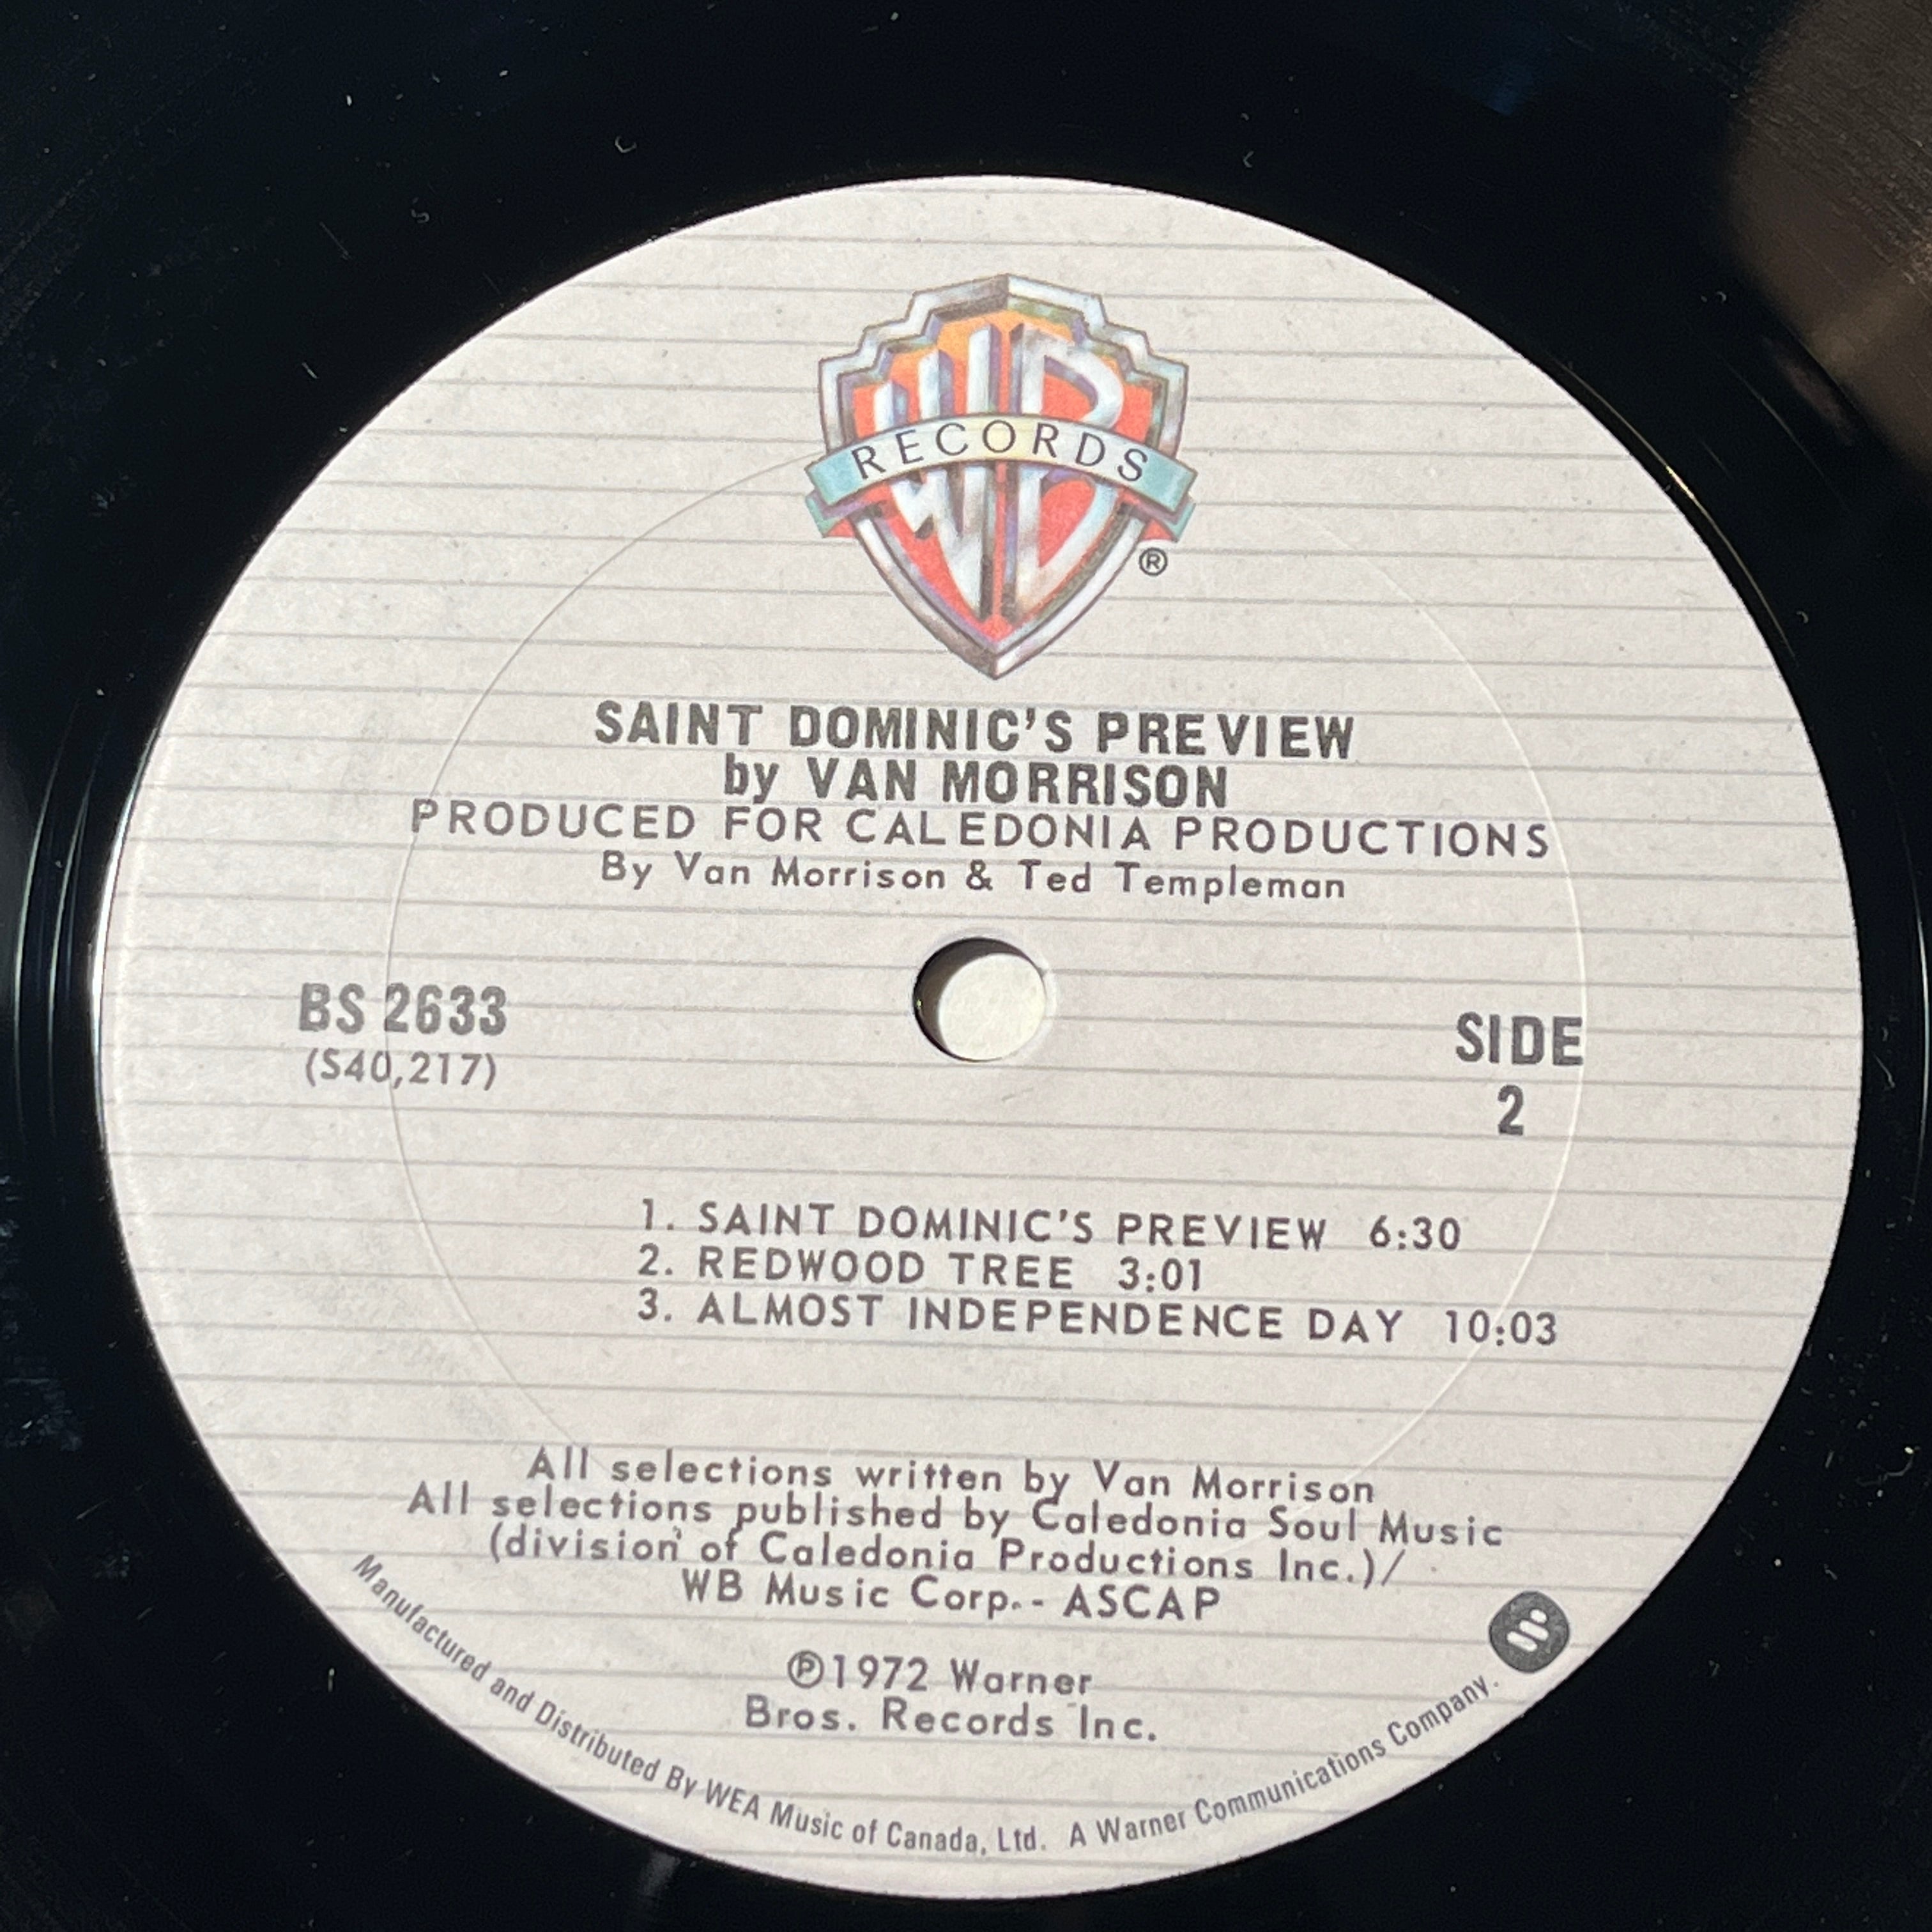 WB
RECORDS
®
SAINT DOMINIC'S PREVIEW
by VAN MORRISON
PRODUCED FOR CALEDONIA PRODUCTIONS
By Van Morrison & Ted Templeman
BS 2633
(S40,217)
SIDE
2
1. SAINT DOMINIC'S PREVIEW 6:30
2. REDWOOD TREE 3:01
3. ALMOST INDEPENDENCE DAY 10:03
All selections written by Van Morrison
All selections published by Caledonia Soul Music
(division of Caledonia Productions Inc.)/
WB Music Corp.- ASCAP
℗1972 Warner
Bros. Records Inc.
Manufactured and Distributed By WEA Music of Canada, Ltd. A Warner Communications Company.